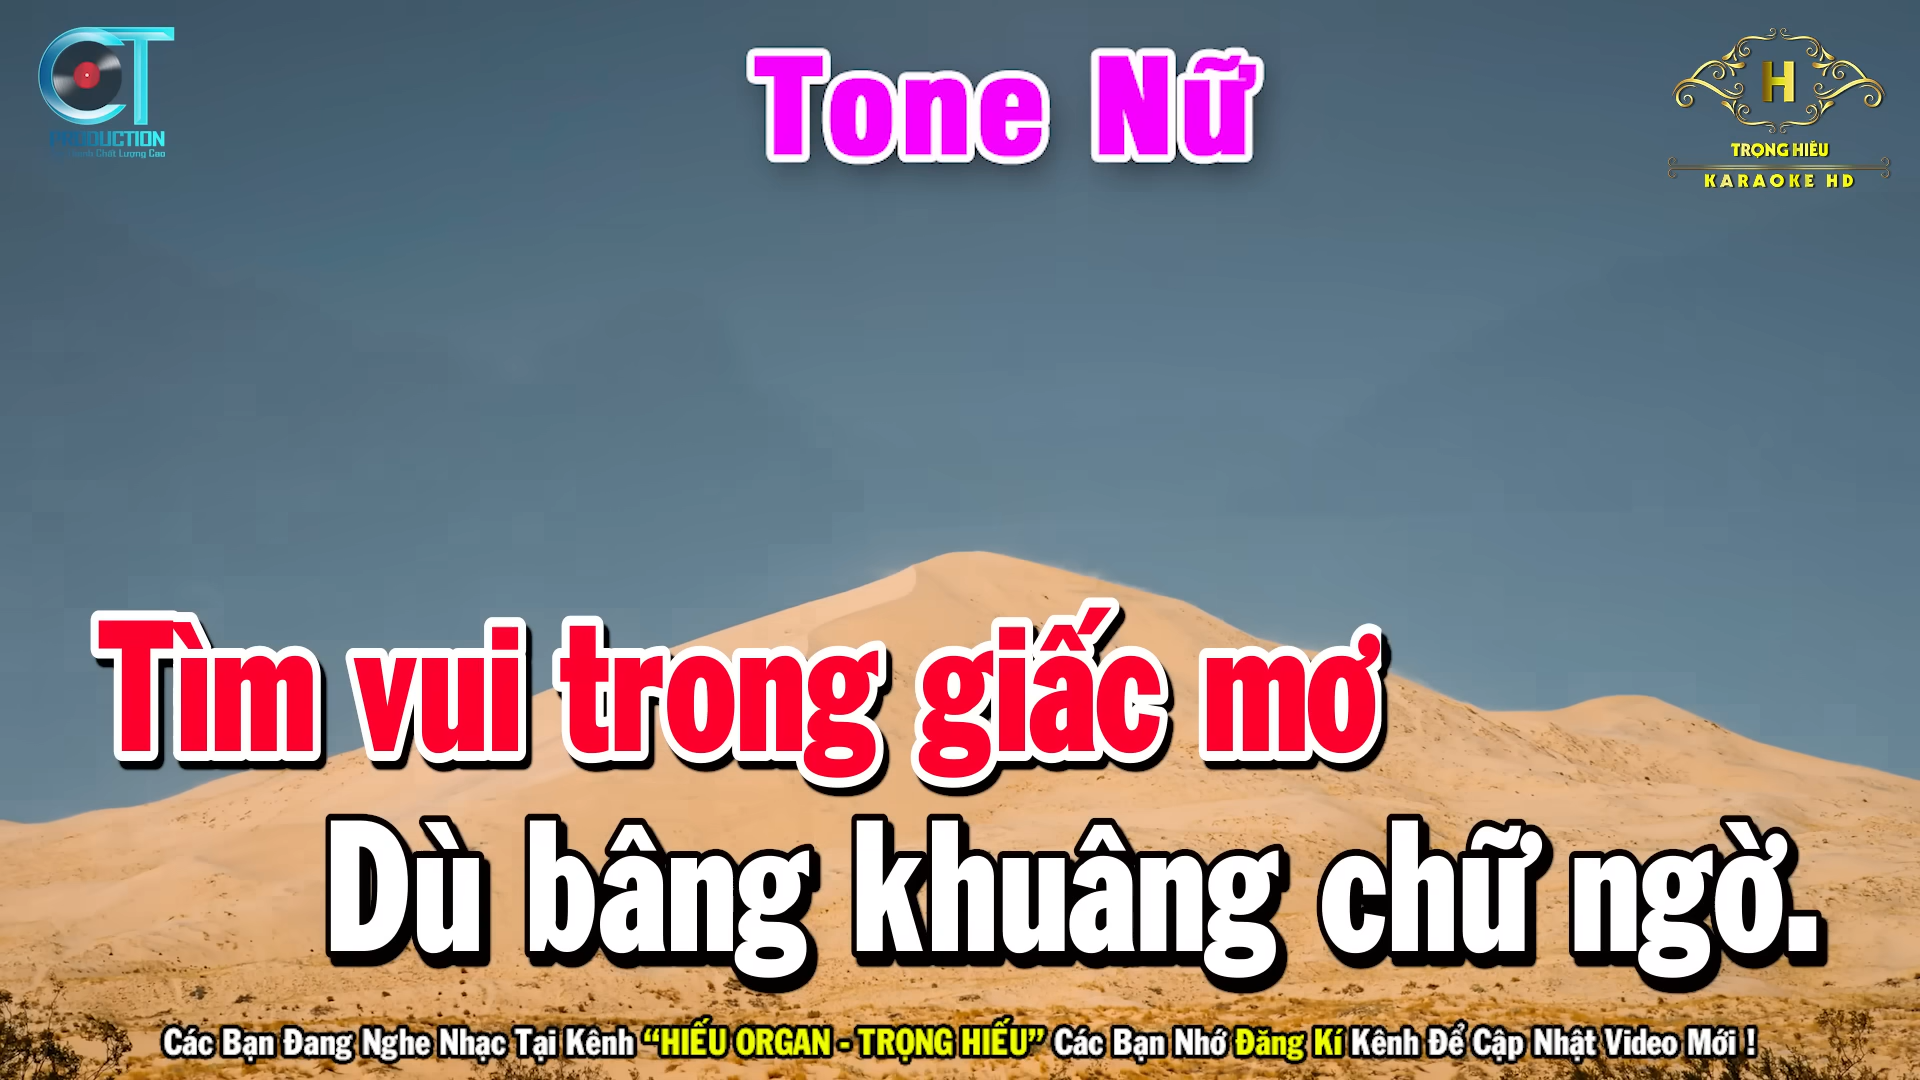 CT
PRODUCTION
Tone Nữ
H
TRỌNG HIẾU
KARAOKE HD
Tìm vui trong giấc mơ
Dù bâng khuâng chữ ngờ.
Các Bạn Đang Nghe Nhạc Tại Kênh “HIẾU ORGAN - TRỌNG HIẾU” Các Bạn Nhớ Đăng Kí Kênh Để Cập Nhật Video Mới !